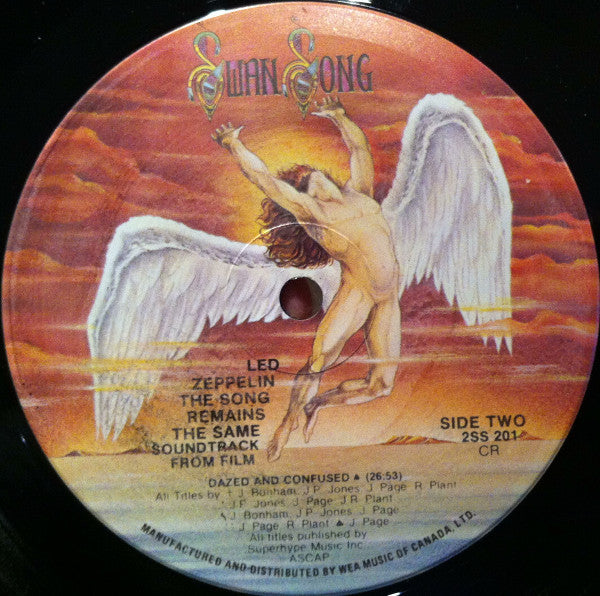 SWAN SONG
LED
ZEPPELIN
THE SONG
REMAINS
THE SAME
SOUNDTRACK
FROM FILM
SIDE TWO
2SS 201
CR
DAZED AND CONFUSED ▲ (26:53)
All Titles by † J. Bonham, J.P. Jones, J. Page, R. Plant
J.P. Jones, J. Page, J R. Plant
J. Bonham, J.P. Jones, J. Page
J. Page, R. Plant ▲ J. Page
All titles published by
Superhype Music Inc.
ASCAP
MANUFACTURED AND DISTRIBUTED BY WEA MUSIC OF CANADA, LTD.